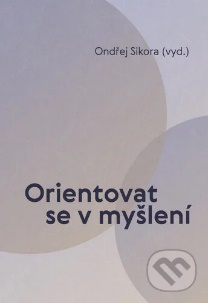 Ondřej Sikora (vyd.)
Orientovat
se v myšlení